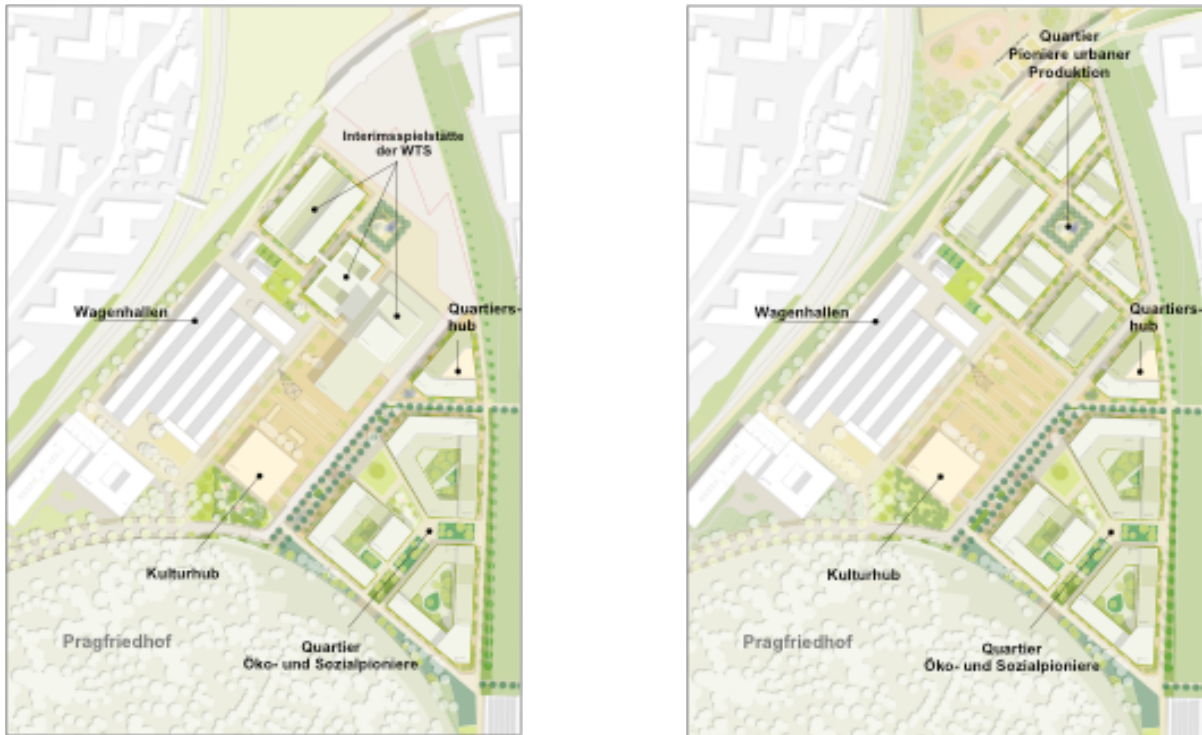 Interimsspielstätte
der WTS
Wagenhallen
Quartiers-
hub
Kulturhub
Pragfriedhof
Quartier
Öko- und Sozialpioniere
Quartier
Pioniere urbaner
Produktion
Wagenhallen
Quartiers-
hub
Kulturhub
Pragfriedhof
Quartier
Öko- und Sozialpioniere